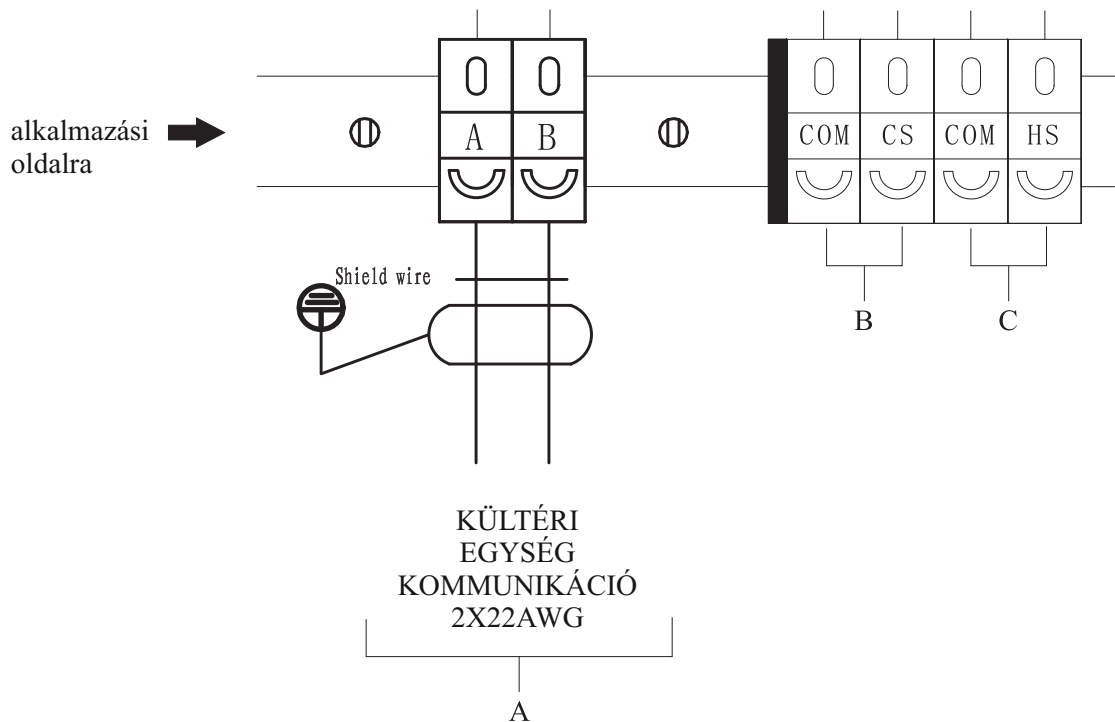 alkalmazási
oldalra
A B
COM CS COM HS
Shield wire
B C
KÜLTÉRI
EGYSÉG
KOMMUNIKÁCIÓ
2X22AWG
A